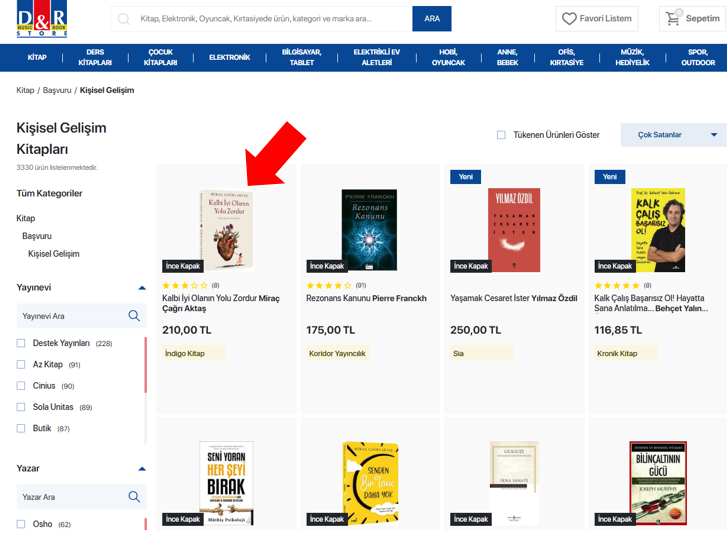 D&R
MUSIC BOOK
STORE
Kitap, Elektronik, Oyuncak, Kırtasiyede ürün, kategori ve marka ara...
ARA
Favori Listem
0
Sepetim
KİTAP
DERS KİTAPLARI
ÇOCUK KİTAPLARI
ELEKTRONİK
BİLGİSAYAR, TABLET
ELEKTRİKLİ EV ALETLERİ
HOBİ, OYUNCAK
ANNE, BEBEK
OFİS, KIRTASİYE
MÜZİK, HEDİYELİK
SPOR, OUTDOOR
Kitap / Başvuru / Kişisel Gelişim
Kişisel Gelişim
Kitapları
3330 ürün listelenmektedir.
Tükenen Ürünleri Göster
Çok Satanlar
Tüm Kategoriler
Kitap
Başvuru
Kişisel Gelişim
Yayınevi
Yayınevi Ara
Destek Yayınları (228)
Az Kitap (91)
Cinius (90)
Sola Unitas (89)
Butik (87)
Yazar
Yazar Ara
Osho (62)
MİRAÇ ÇAĞRI AKTAŞ
Kalbi İyi Olanın
Yolu Zordur
İnce Kapak
(8)
Kalbi İyi Olanın Yolu Zordur Miraç
Çağrı Aktaş
210,00 TL
İndigo Kitap
PIERRE FRANCKH
Rezonans
Kanunu
İnce Kapak
(91)
Rezonans Kanunu Pierre Franckh
175,00 TL
Koridor Yayıncılık
Yeni
YILMAZ ÖZDİL
YAŞAMAK
CESARET
İSTER
İnce Kapak
Yaşamak Cesaret İster Yılmaz Özdil
250,00 TL
Sia
Yeni
KALK
ÇALIŞ
BAŞARISIZ
OL!
İnce Kapak
(8)
Kalk Çalış Başarısız Ol! Hayatta
Şana Anlatılma... Behçet Yalın...
116,85 TL
Kronik Kitap
SENİ YORAN
HER ŞEYİ
BIRAK
Mürhiş Psikoloji
İnce Kapak
MİRAÇ ÇAĞRI AKTAŞ
SENDEN
Bir Tane
DAHA YOK
İnce Kapak
İnce Kapak
BİLİNÇALTININ
GÜCÜ
JOSEPH MURPHY
İnce Kapak